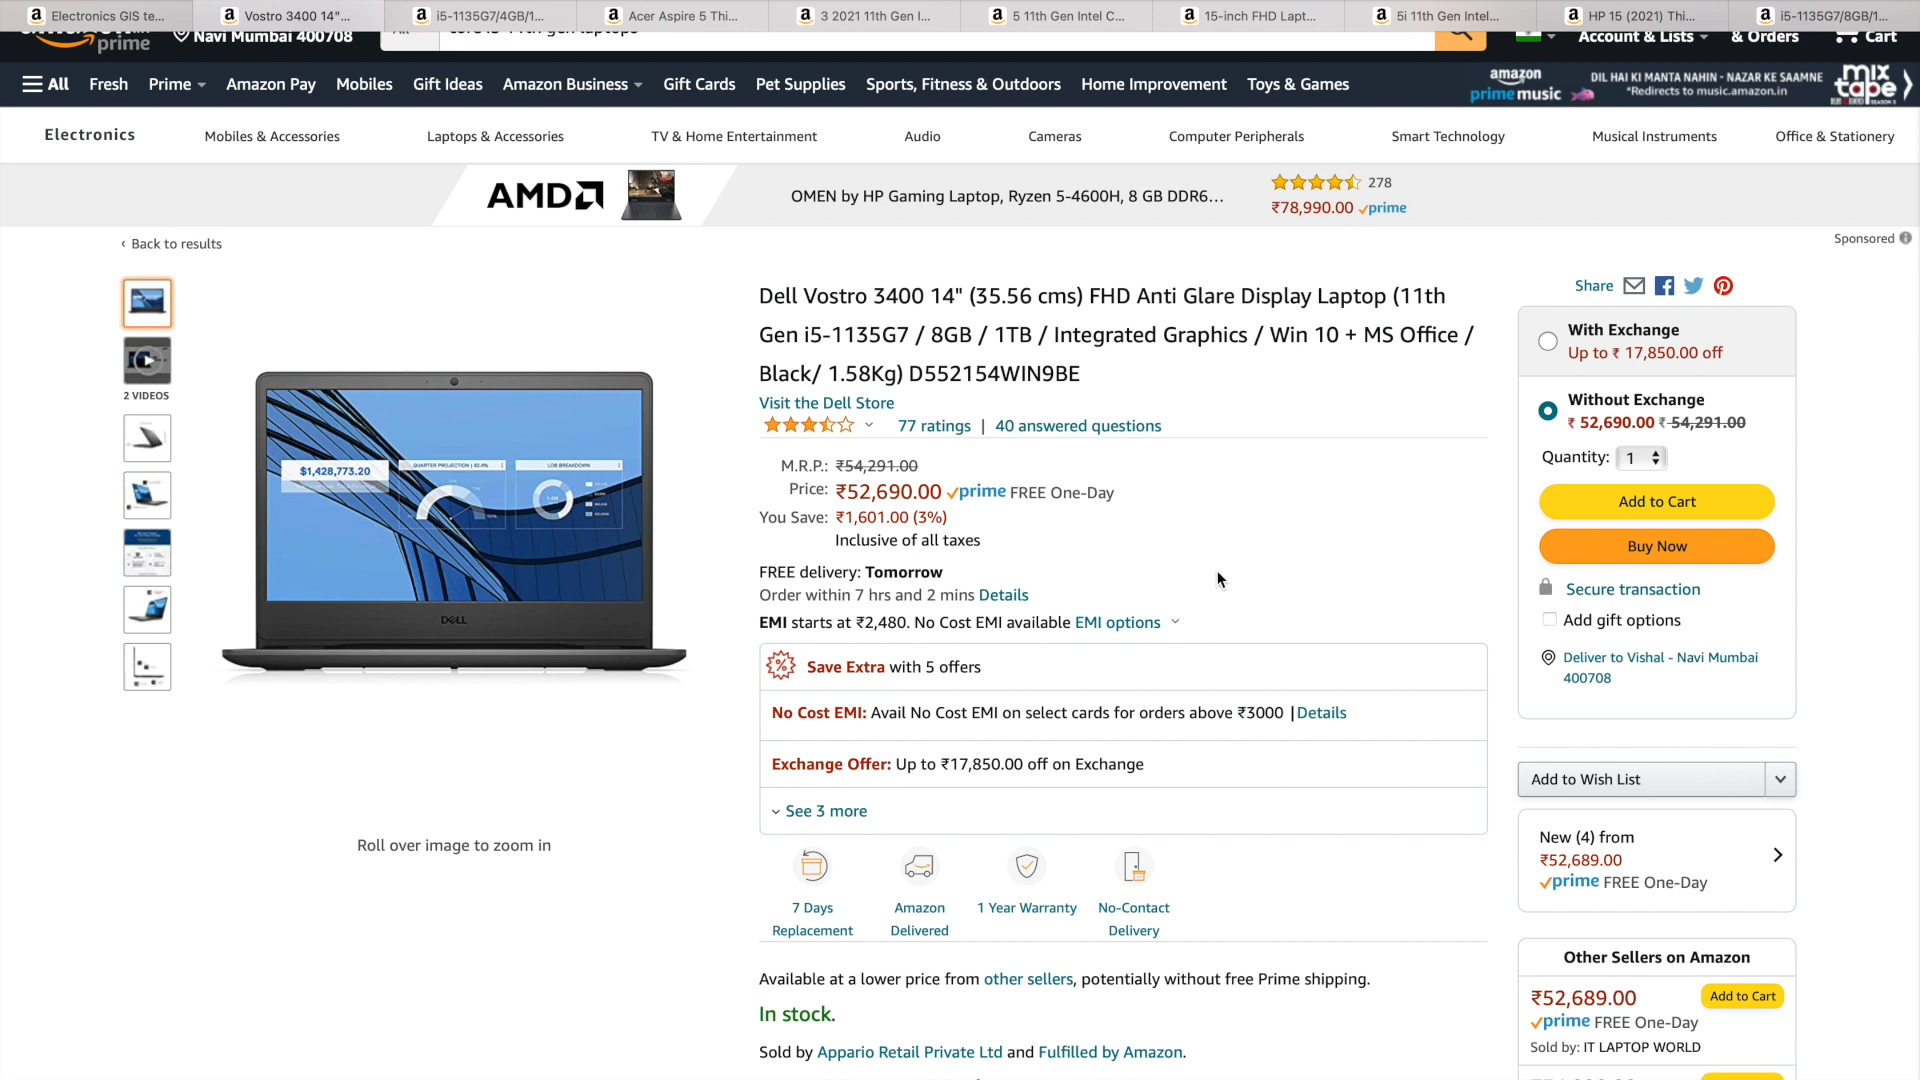 Electronics GIS te...
Vostro 3400 14"...
i5-1135G7/4GB/1...
Acer Aspire 5 Thi...
3 2021 11th Gen I...
5 11th Gen Intel C...
15-inch FHD Lapt...
5i 11th Gen Intel...
HP 15 (2021) Thi...
i5-1135G7/8GB/1...
prime
Navi Mumbai 400708
Account & Lists
& Orders
Cart
All
Fresh
Prime
Amazon Pay
Mobiles
Gift Ideas
Amazon Business
Gift Cards
Pet Supplies
Sports, Fitness & Outdoors
Home Improvement
Toys & Games
amazon
prime music
DIL HAI KI MANTA NAHIN - NAZAR KE SAAMNE
*Redirects to music.amazon.in
mix
tape
Electronics
Mobiles & Accessories
Laptops & Accessories
TV & Home Entertainment
Audio
Cameras
Computer Peripherals
Smart Technology
Musical Instruments
Office & Stationery
AMD
OMEN by HP Gaming Laptop, Ryzen 5-4600H, 8 GB DDR6...
278
₹78,990.00 prime
‹ Back to results
Sponsored
2 VIDEOS
$1,428,773.20
QUARTER PROJECTION | 82.4%
LOB BREAKDOWN
DELL
Roll over image to zoom in
Dell Vostro 3400 14" (35.56 cms) FHD Anti Glare Display Laptop (11th
Gen i5-1135G7 / 8GB / 1TB / Integrated Graphics / Win 10 + MS Office /
Black/ 1.58Kg) D552154WIN9BE
Visit the Dell Store
77 ratings | 40 answered questions
M.R.P.: ₹54,291.00
Price: ₹52,690.00 prime FREE One-Day
You Save: ₹1,601.00 (3%)
Inclusive of all taxes
FREE delivery: Tomorrow
Order within 7 hrs and 2 mins Details
EMI starts at ₹2,480. No Cost EMI available EMI options
Save Extra with 5 offers
No Cost EMI: Avail No Cost EMI on select cards for orders above ₹3000 |Details
Exchange Offer: Up to ₹17,850.00 off on Exchange
See 3 more
7 Days
Replacement
Amazon
Delivered
1 Year Warranty
No-Contact
Delivery
Available at a lower price from other sellers, potentially without free Prime shipping.
In stock.
Sold by Appario Retail Private Ltd and Fulfilled by Amazon.
Share
With Exchange
Up to ₹ 17,850.00 off
Without Exchange
₹ 52,690.00 ₹ 54,291.00
Quantity: 1
Add to Cart
Buy Now
Secure transaction
Add gift options
Deliver to Vishal - Navi Mumbai
400708
Add to Wish List
New (4) from
₹52,689.00
prime FREE One-Day
Other Sellers on Amazon
₹52,689.00
Add to Cart
prime FREE One-Day
Sold by: IT LAPTOP WORLD